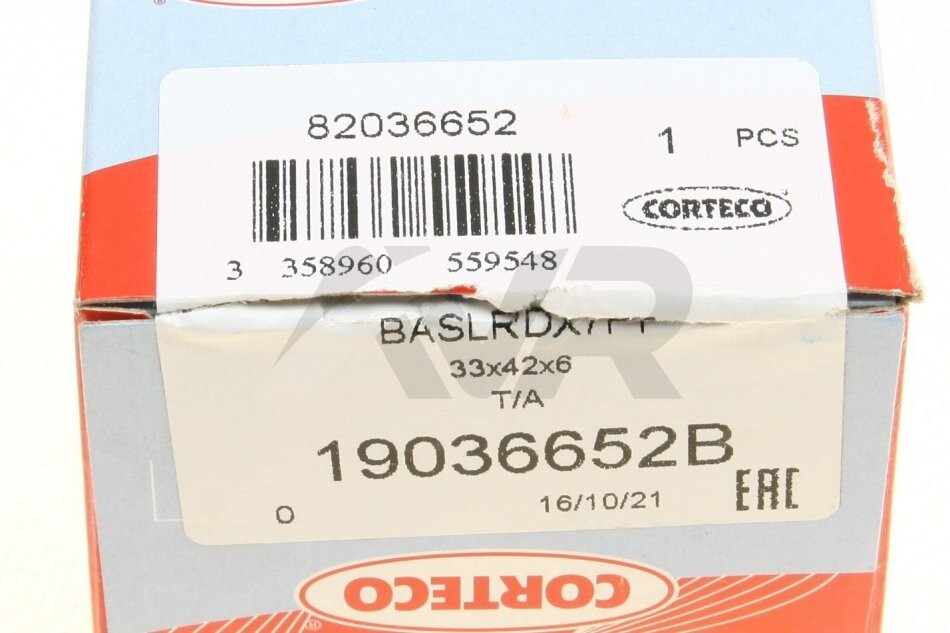 82036652
1 PCS
CORTECO
3 358960 559548
33x42x6
T/A
19036652B
0 16/10/21 EAC
CORTECO